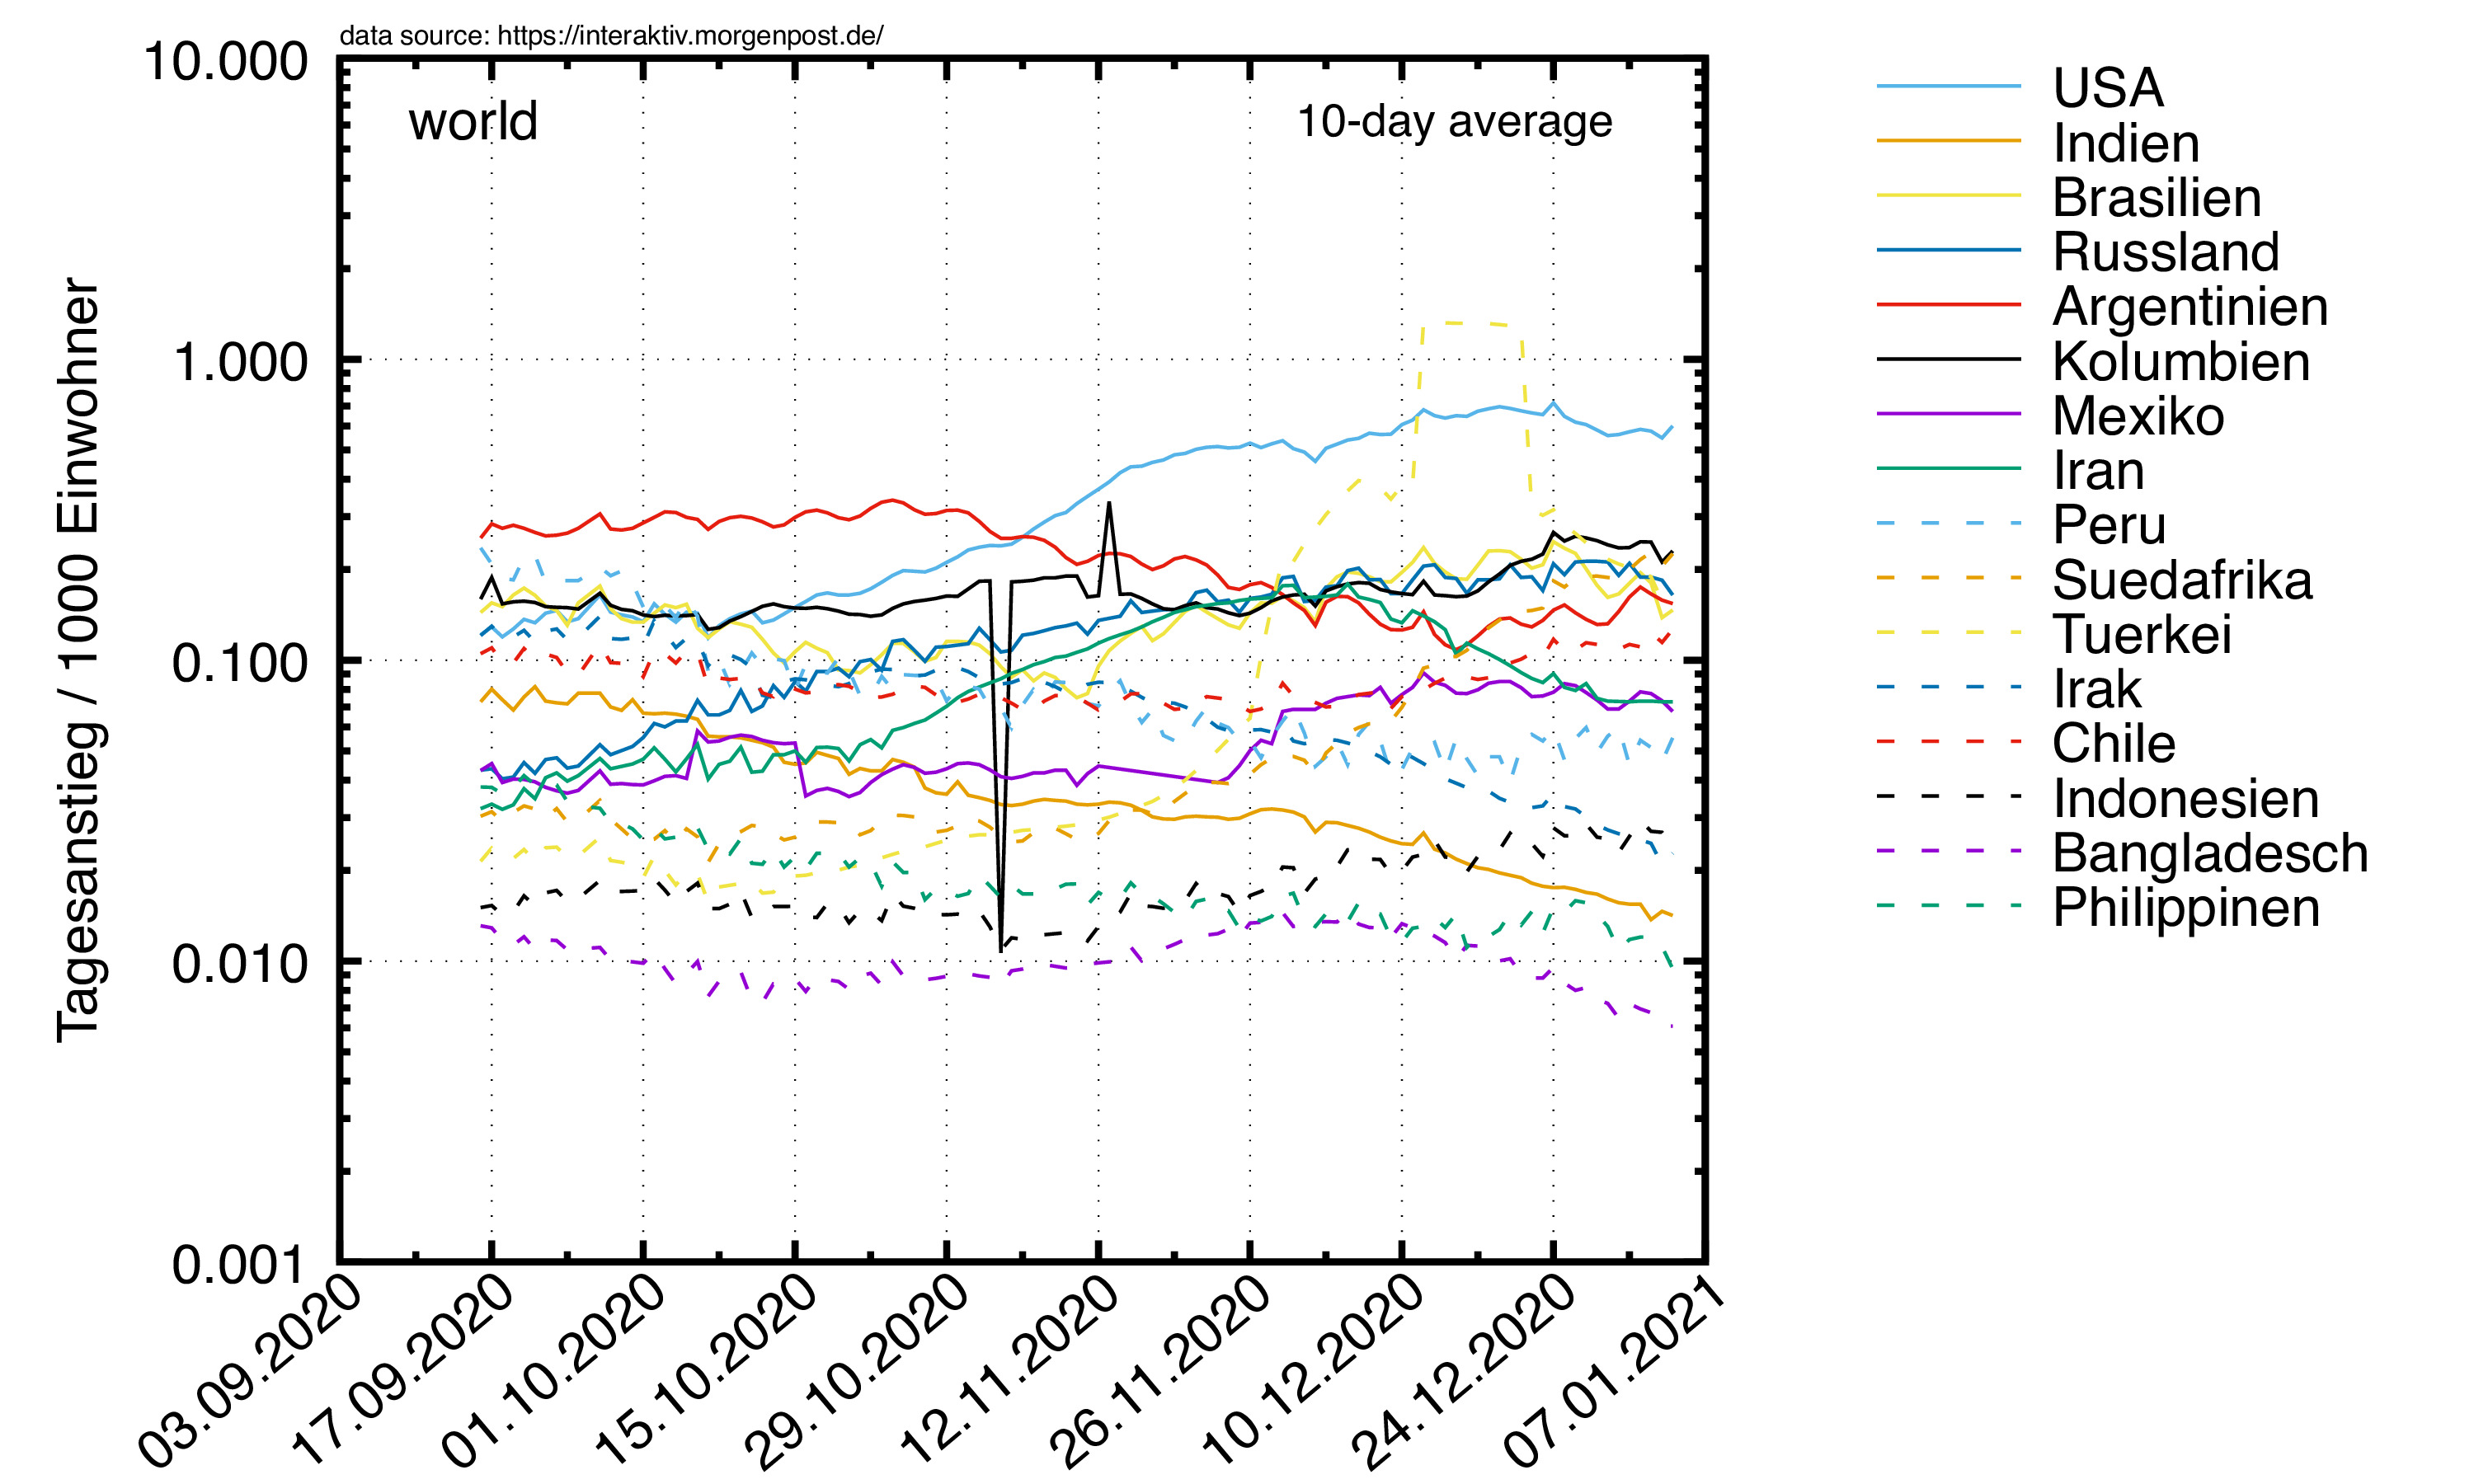 data source: https://interaktiv.morgenpost.de/
world
10-day average
Tagesanstieg / 1000 Einwohner
10.000
1.000
0.100
0.010
0.001
03.09.2020
17.09.2020
01.10.2020
15.10.2020
29.10.2020
12.11.2020
26.11.2020
10.12.2020
24.12.2020
07.01.2021
USA
Indien
Brasilien
Russland
Argentinien
Kolumbien
Mexiko
Iran
Peru
Suedafrika
Tuerkei
Irak
Chile
Indonesien
Bangladesch
Philippinen